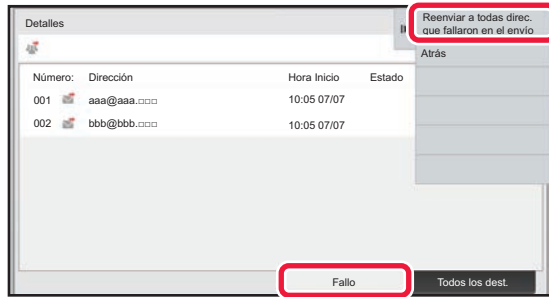 Detalles
Reenviar a todas direc.
que fallaron en el envío
Atrás
Número: Dirección Hora Inicio Estado
001 aaa@aaa.□□□ 10:05 07/07
002 bbb@bbb.□□□ 10:05 07/07
Fallo Todos los dest.